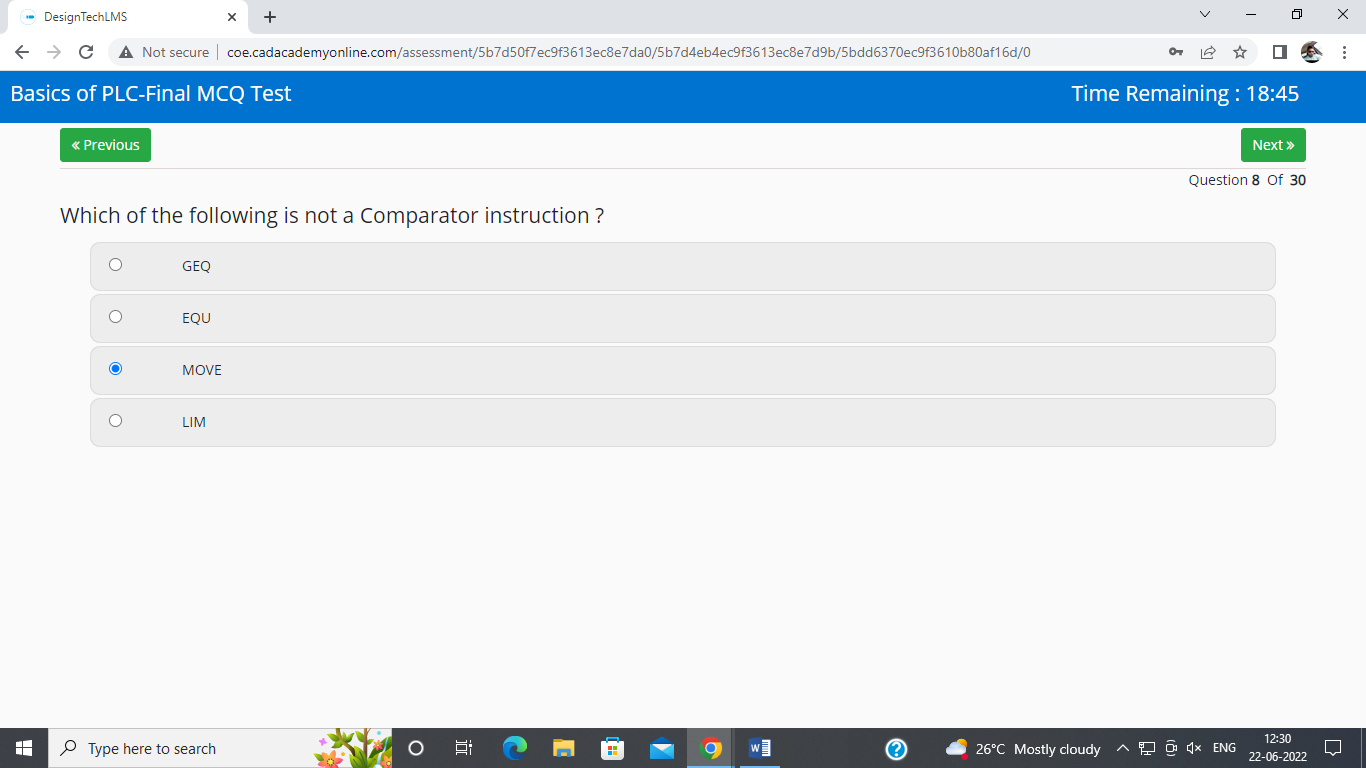 DesignTechLMS
Not secure
coe.cadacademyonline.com/assessment/5b7d50f7ec9f3613ec8e7da0/5b7d4eb4ec9f3613ec8e7d9b/5bdd6370ec9f3610b80af16d/0
Basics of PLC-Final MCQ Test
Time Remaining : 18:45
« Previous
Next »
Question 8 Of 30
Which of the following is not a Comparator instruction ?
GEQ
EQU
MOVE
LIM
Type here to search
26°C Mostly cloudy
ENG
12:30
22-06-2022